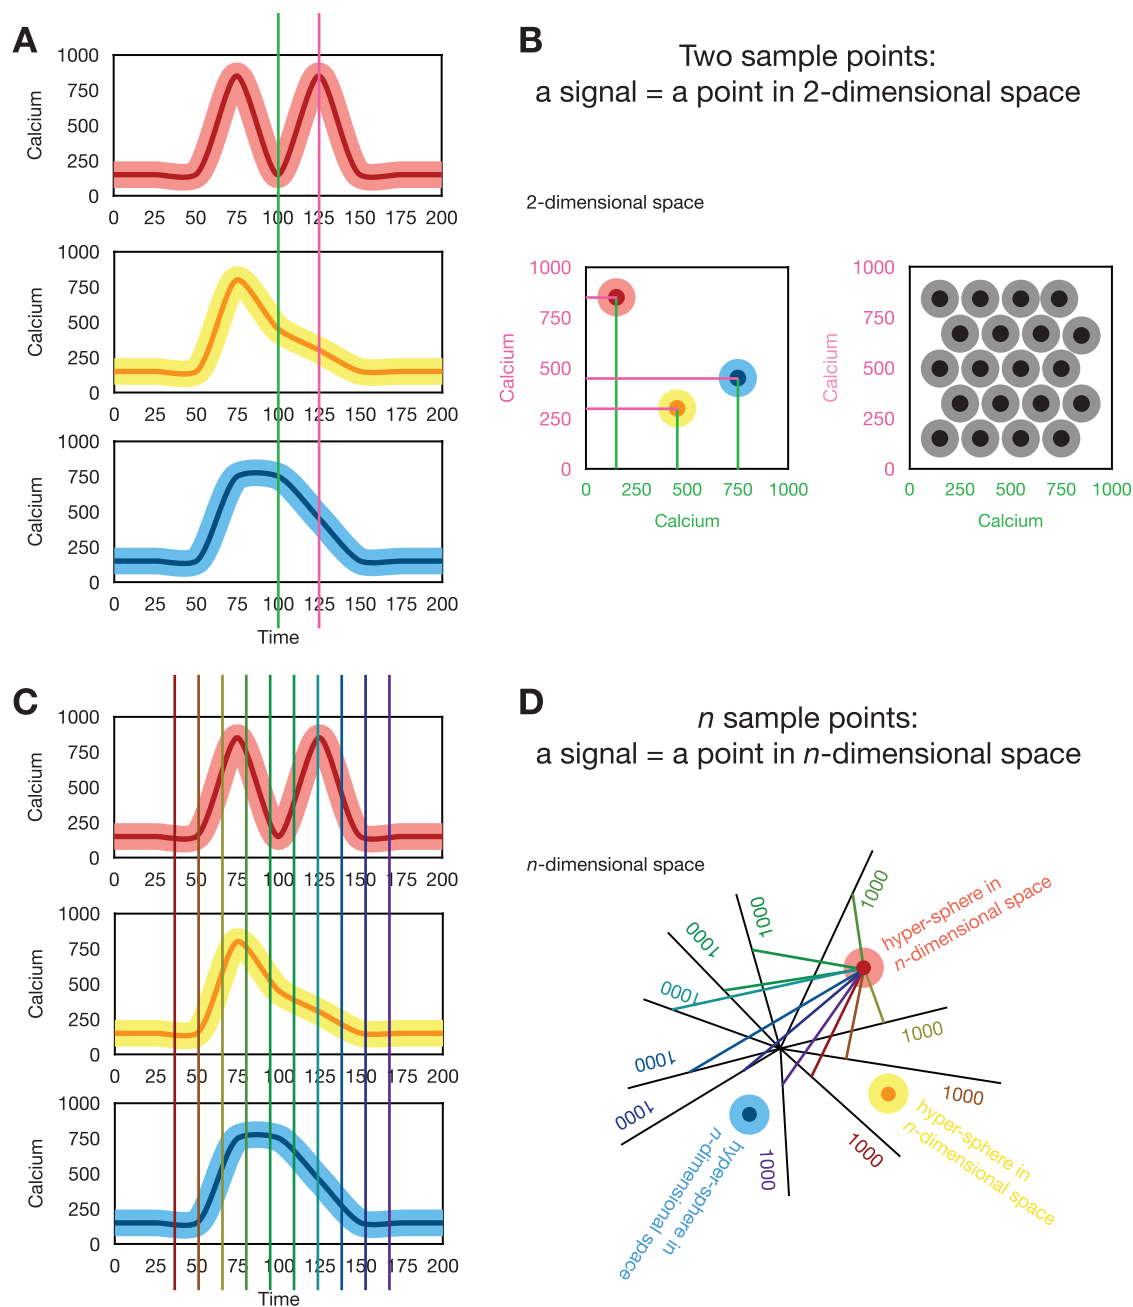 A
1000
750
500
250
0
Calcium
0 25 50 75 100 125 150 175 200
1000
750
500
250
0
Calcium
0 25 50 75 100 125 150 175 200
1000
750
500
250
0
Calcium
0 25 50 75 100 125 150 175 200
Time
B
Two sample points:
a signal = a point in 2-dimensional space
2-dimensional space
1000
750
500
250
0
Calcium
0 250 500 750 1000
Calcium
1000
750
500
250
0
Calcium
0 250 500 750 1000
Calcium
C
1000
750
500
250
0
Calcium
0 25 50 75 100 125 150 175 200
1000
750
500
250
0
Calcium
0 25 50 75 100 125 150 175 200
1000
750
500
250
0
Calcium
0 25 50 75 100 125 150 175 200
Time
D
n sample points:
a signal = a point in n-dimensional space
n-dimensional space
1000
1000
1000
1000
1000
1000
1000
1000
1000
1000
hyper-sphere in
n-dimensional space
hyper-sphere in
n-dimensional space
hyper-sphere in
n-dimensional space